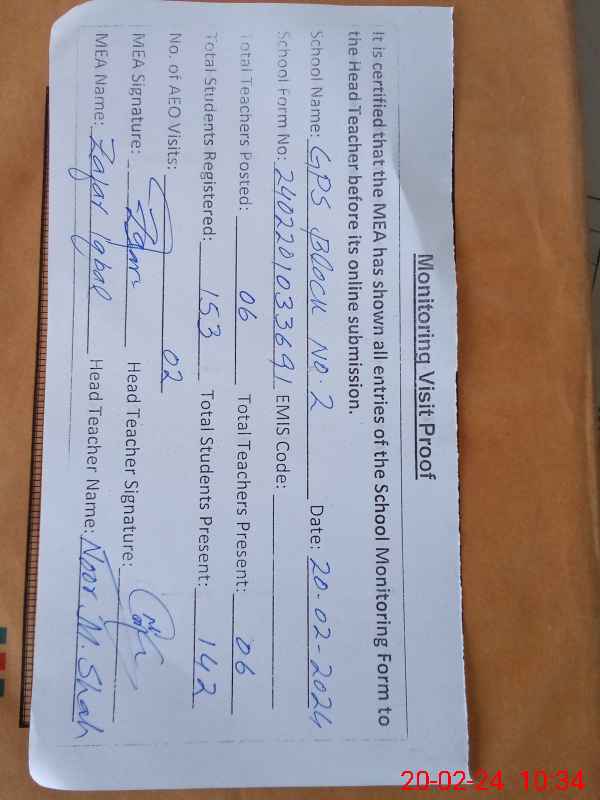 Monitoring Visit Proof
It is certified that the MEA has shown all entries of the School Monitoring Form to
the Head Teacher before its online submission.
School Name: GPS Block No. 2 Date: 20-02-2024
School Form No: 24022010033691 EMIS Code:
Total Teachers Posted: 06 Total Teachers Present: 06
Total Students Registered: 153 Total Students Present: 142
No. of AEO Visits: 02
MEA Signature: Head Teacher Signature:
MEA Name: Zafar Iqbal Head Teacher Name: Noor M. Shah
20-02-24 10:34